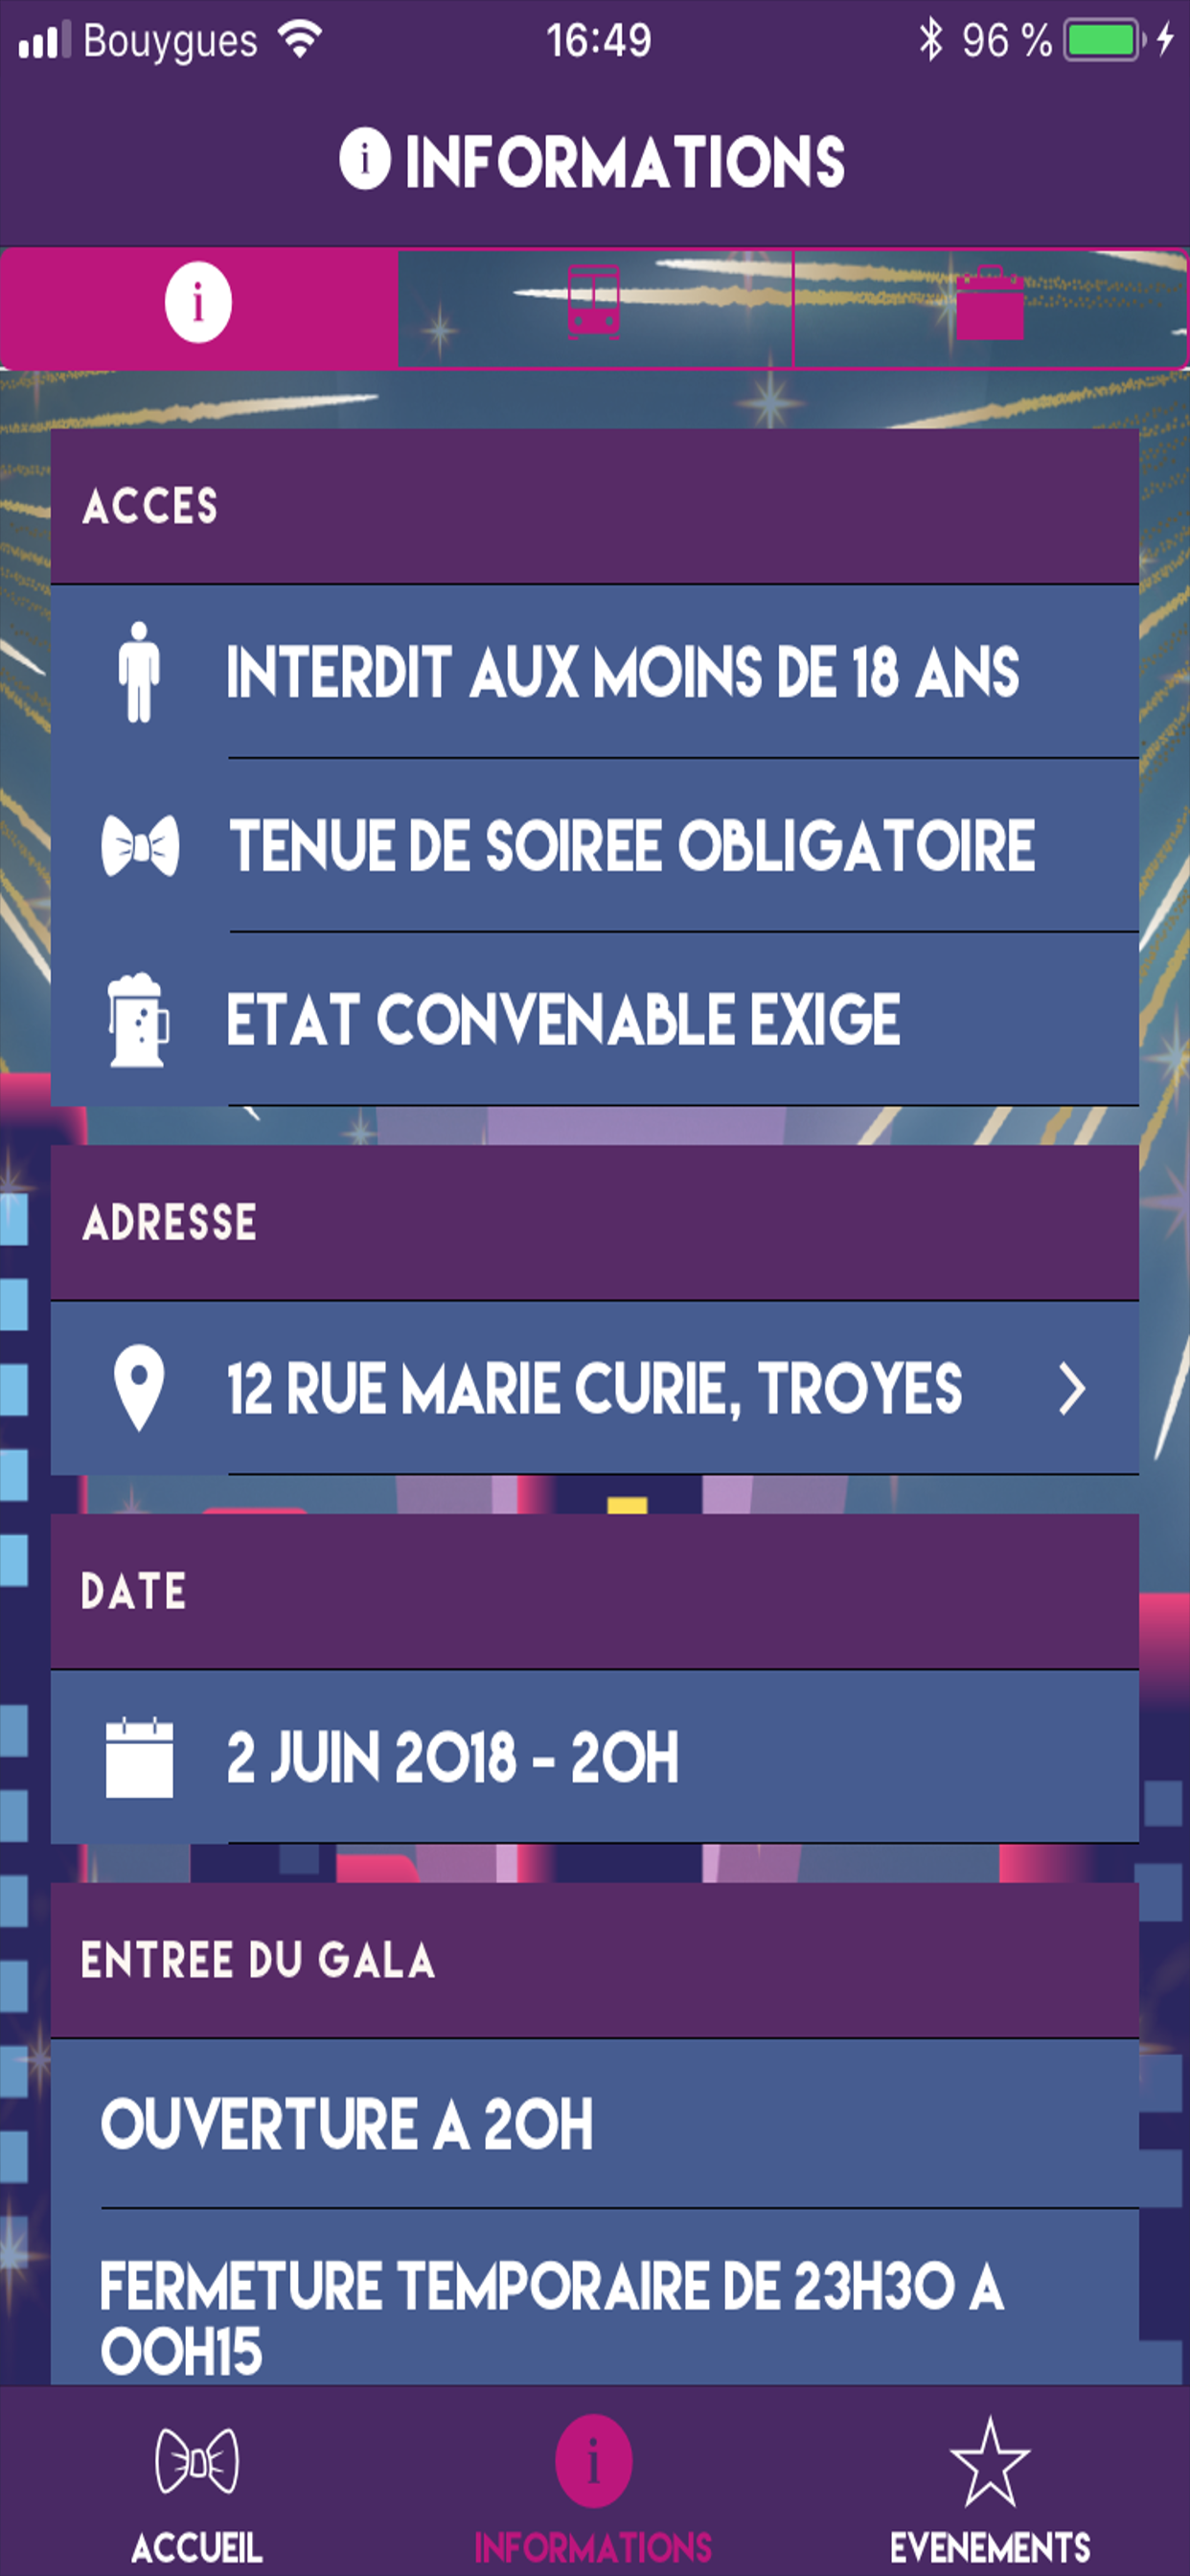 Bouygues 16:49 96 %
INFORMATIONS
ACCES
INTERDIT AUX MOINS DE 18 ANS
TENUE DE SOIREE OBLIGATOIRE
ETAT CONVENABLE EXIGE
ADRESSE
12 RUE MARIE CURIE, TROYES
DATE
2 JUIN 2018 - 20H
ENTREE DU GALA
OUVERTURE A 20H
FERMETURE TEMPORAIRE DE 23H30 A
00H15
ACCUEIL INFORMATIONS EVENEMENTS